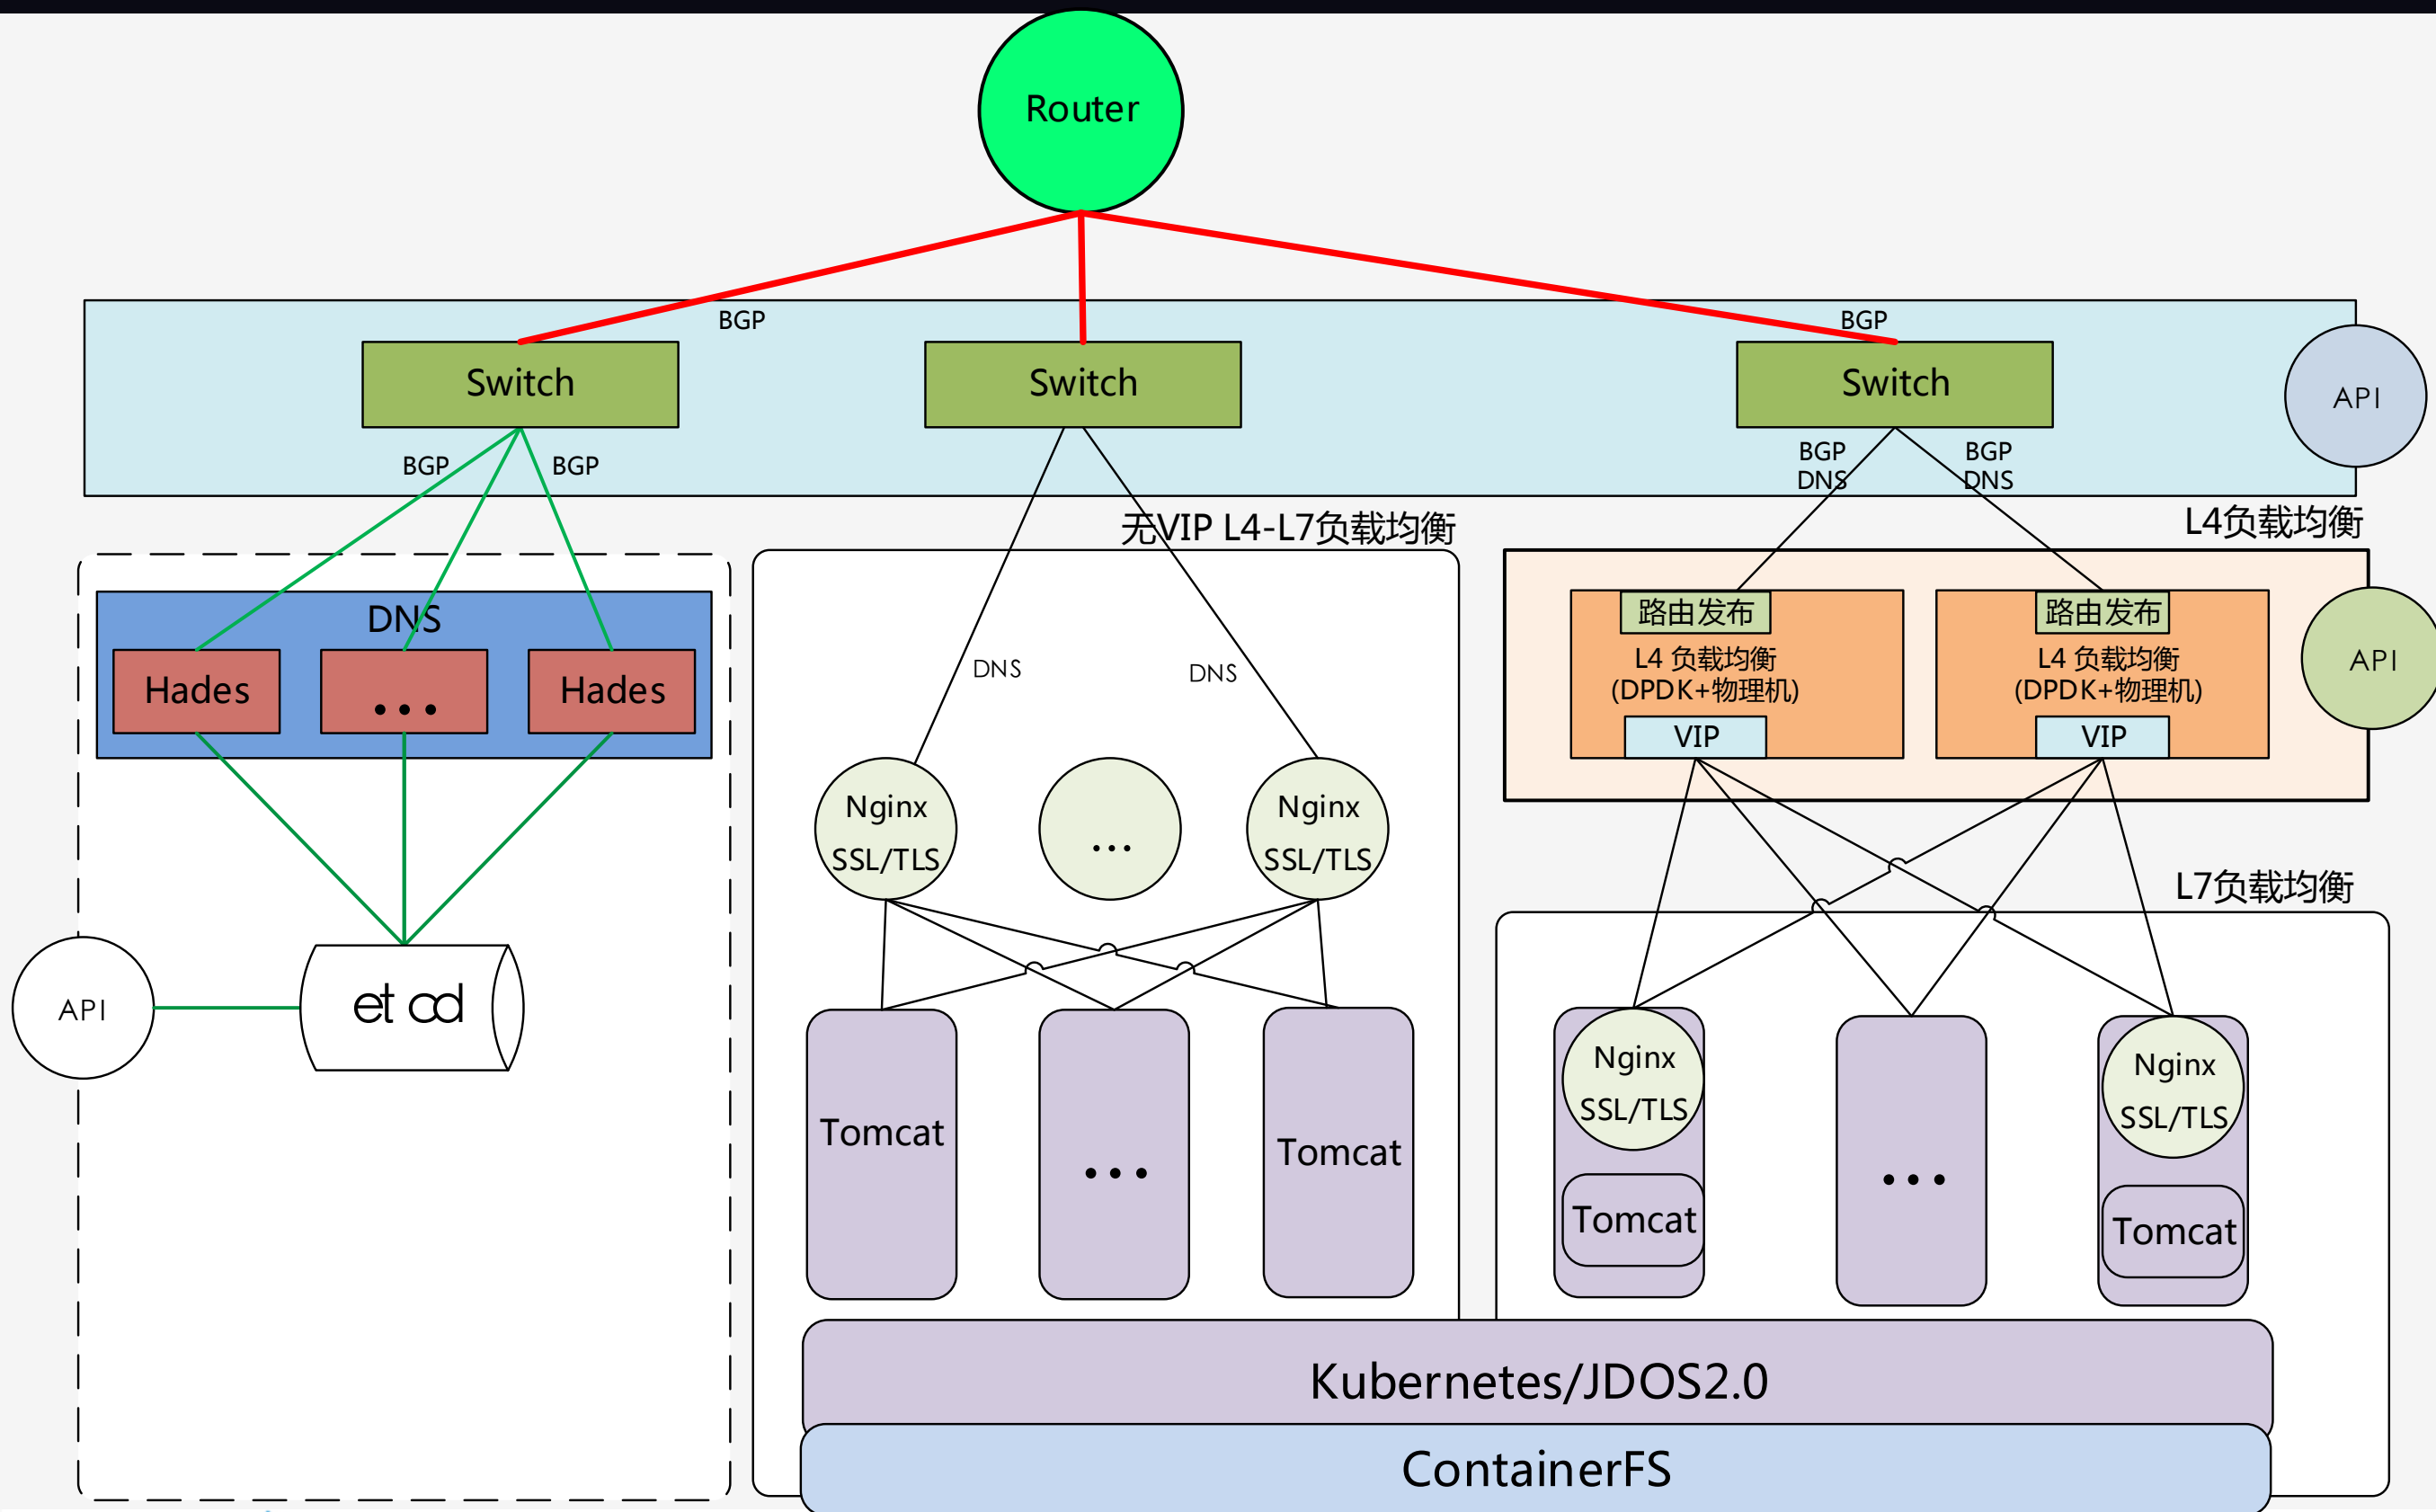 Router
BGP
BGP
Switch
Switch
Switch
API
BGP
BGP
BGP
DNS
BGP
DNS
无VIP L4-L7负载均衡
L4负载均衡
DNS
Hades
...
Hades
DNS
DNS
路由发布
L4 负载均衡
(DPDK+物理机)
VIP
路由发布
L4 负载均衡
(DPDK+物理机)
VIP
API
Nginx
SSL/TLS
...
Nginx
SSL/TLS
L7负载均衡
API
etcd
Tomcat
...
Tomcat
Nginx
SSL/TLS
Tomcat
...
Nginx
SSL/TLS
Tomcat
Kubernetes/JDOS2.0
ContainerFS